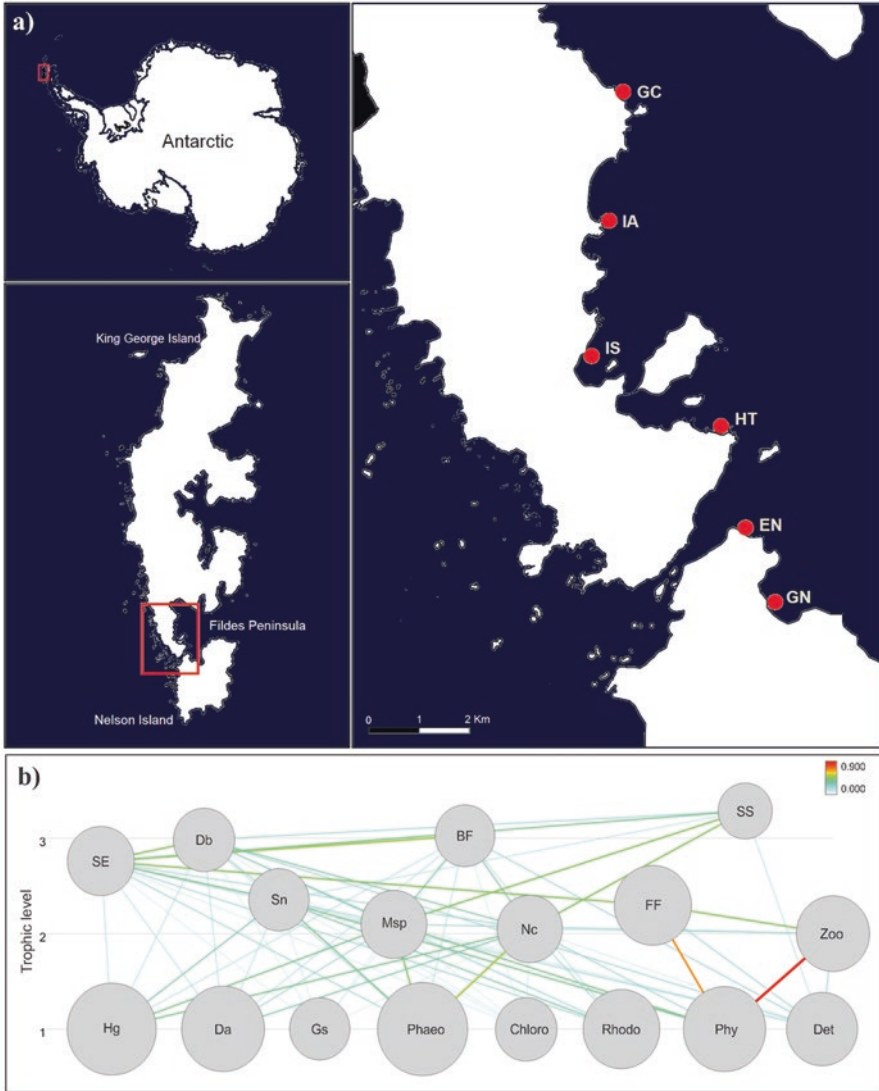 a)
Antarctic
King George Island
Fildes Peninsula
Nelson Island
GC
IA
IS
HT
EN
GN
0 1 2 Km
b)
0.900
0.000
Trophic level
3
2
1
SE
Db
BF
SS
Sn
Msp
Nc
FF
Zoo
Hg
Da
Gs
Phaeo
Chloro
Rhodo
Phy
Det